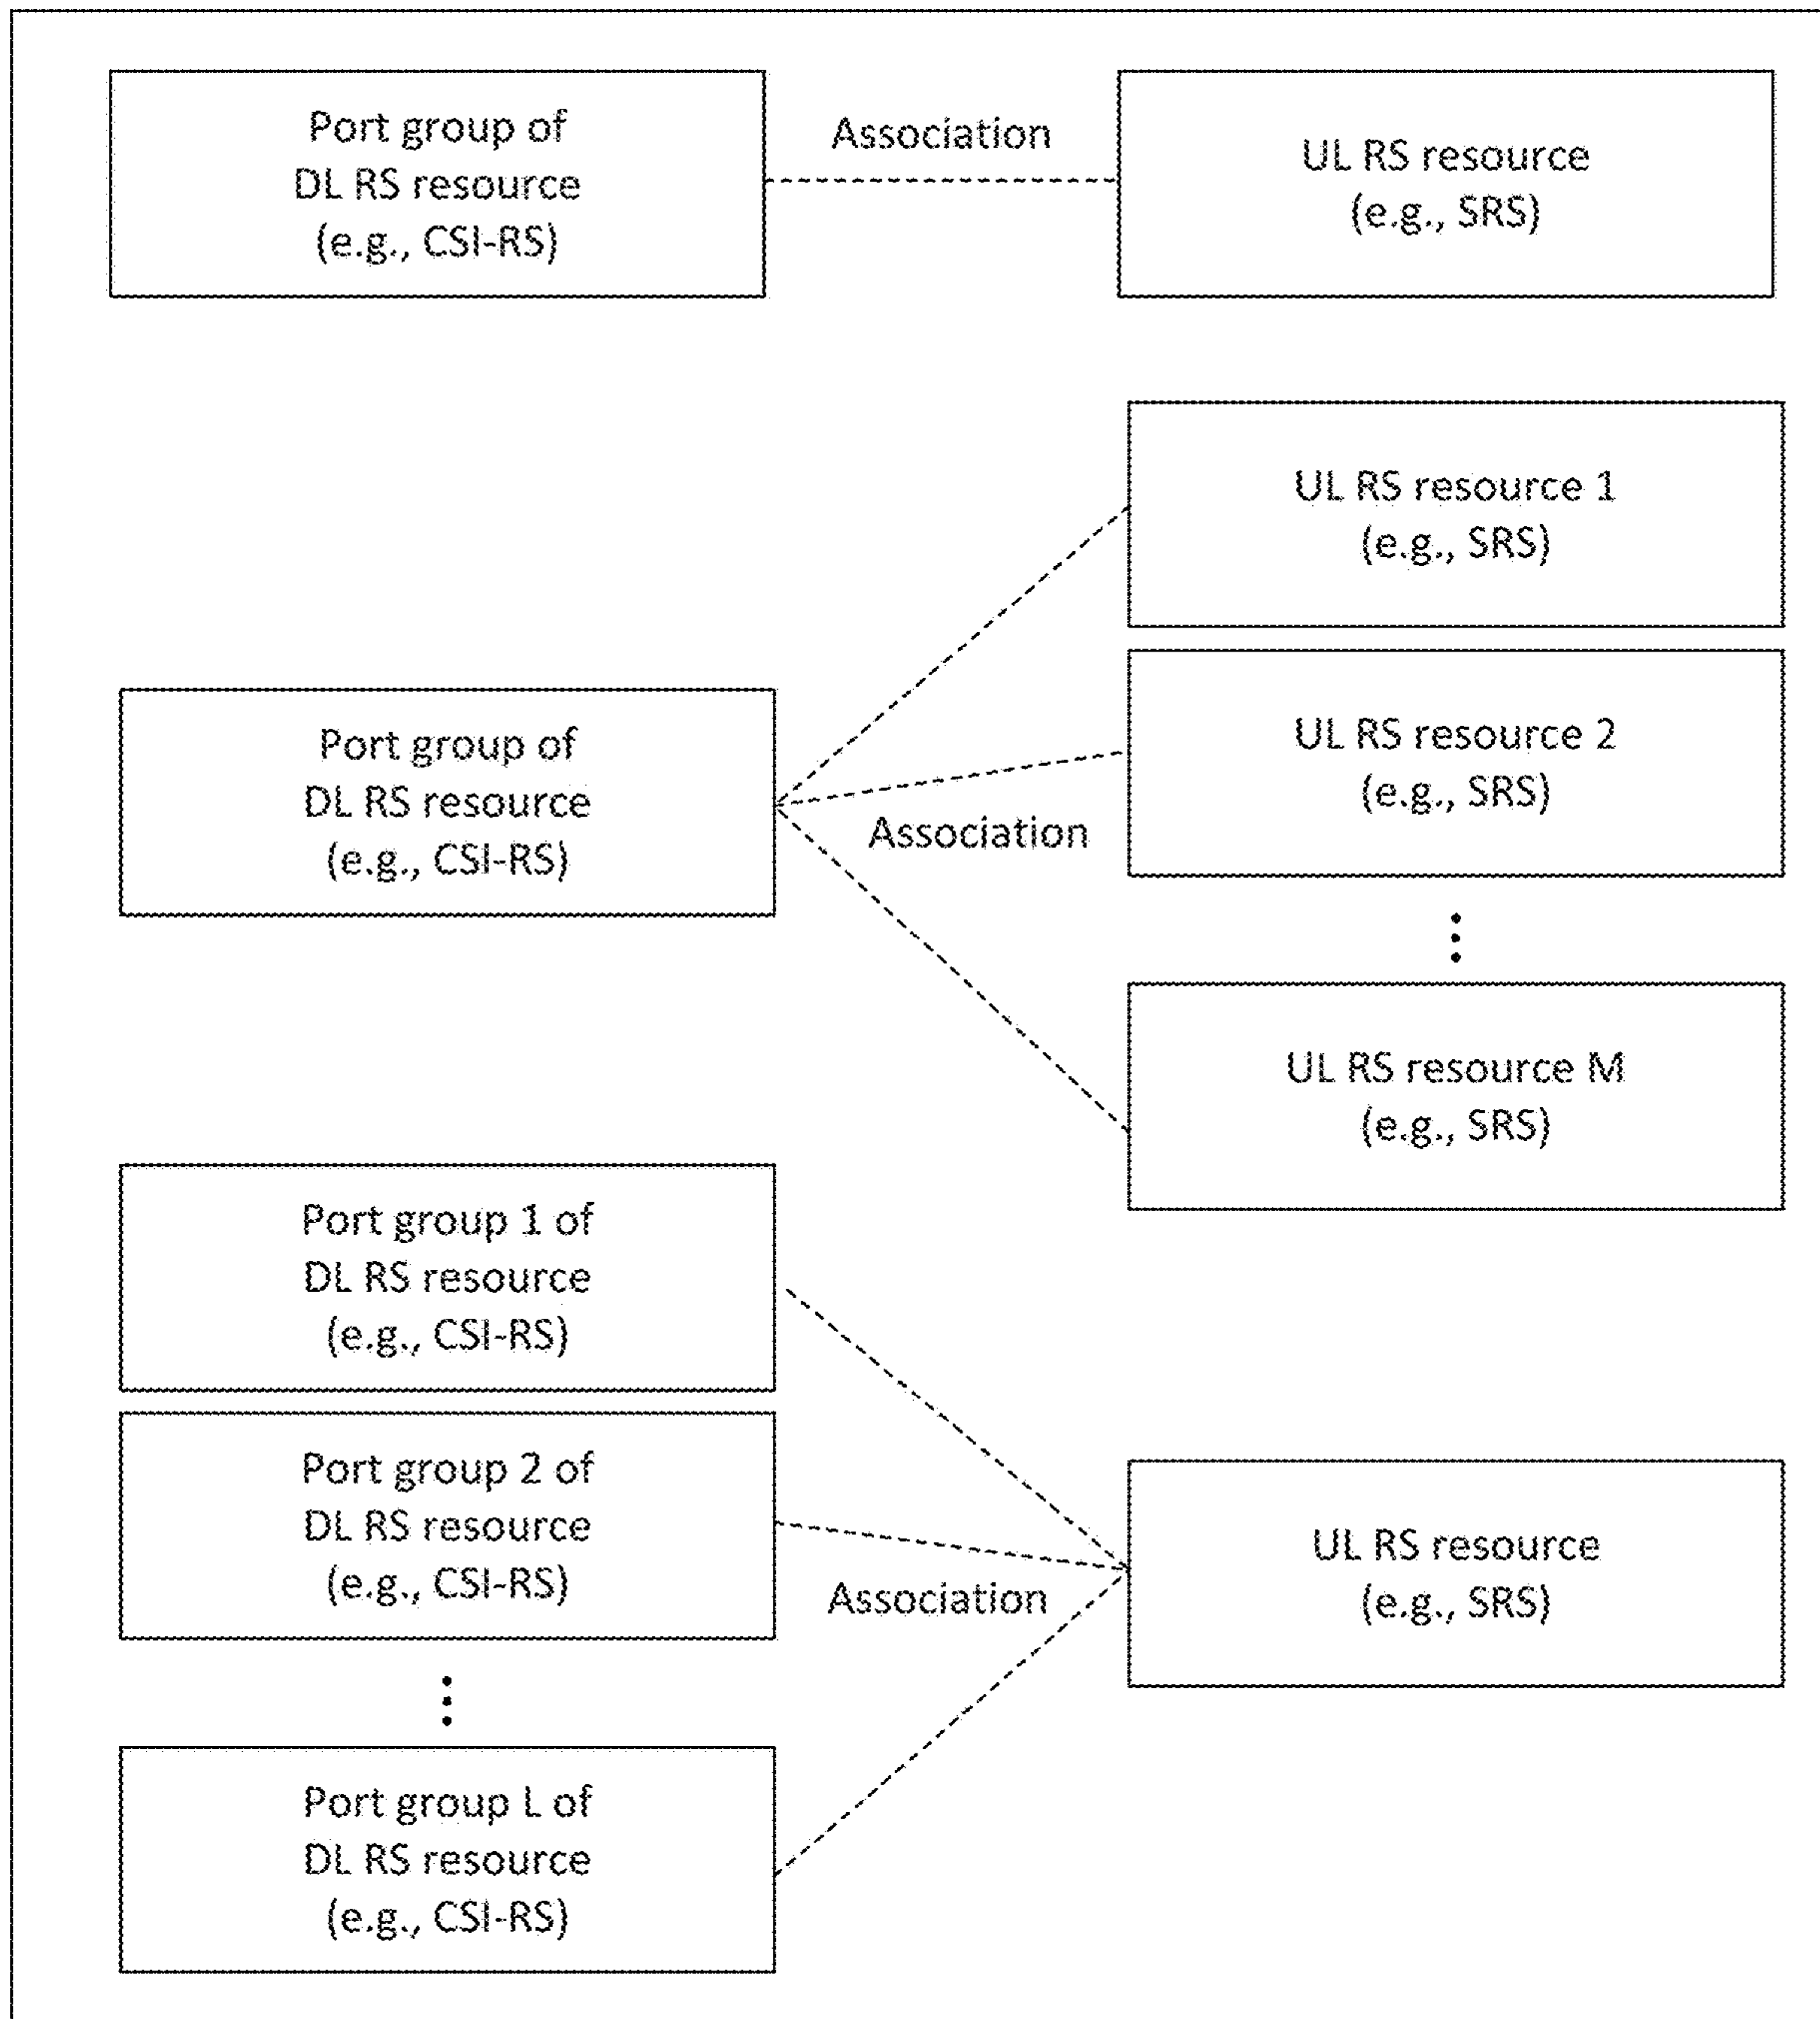 Port group of
DL RS resource
(e.g., CSI-RS)
Association
UL RS resource
(e.g., SRS)
UL RS resource 1
(e.g., SRS)
Port group of
DL RS resource
(e.g., CSI-RS)
Association
UL RS resource 2
(e.g., SRS)
UL RS resource M
(e.g., SRS)
Port group 1 of
DL RS resource
(e.g., CSI-RS)
Port group 2 of
DL RS resource
(e.g., CSI-RS)
Association
UL RS resource
(e.g., SRS)
Port group L of
DL RS resource
(e.g., CSI-RS)